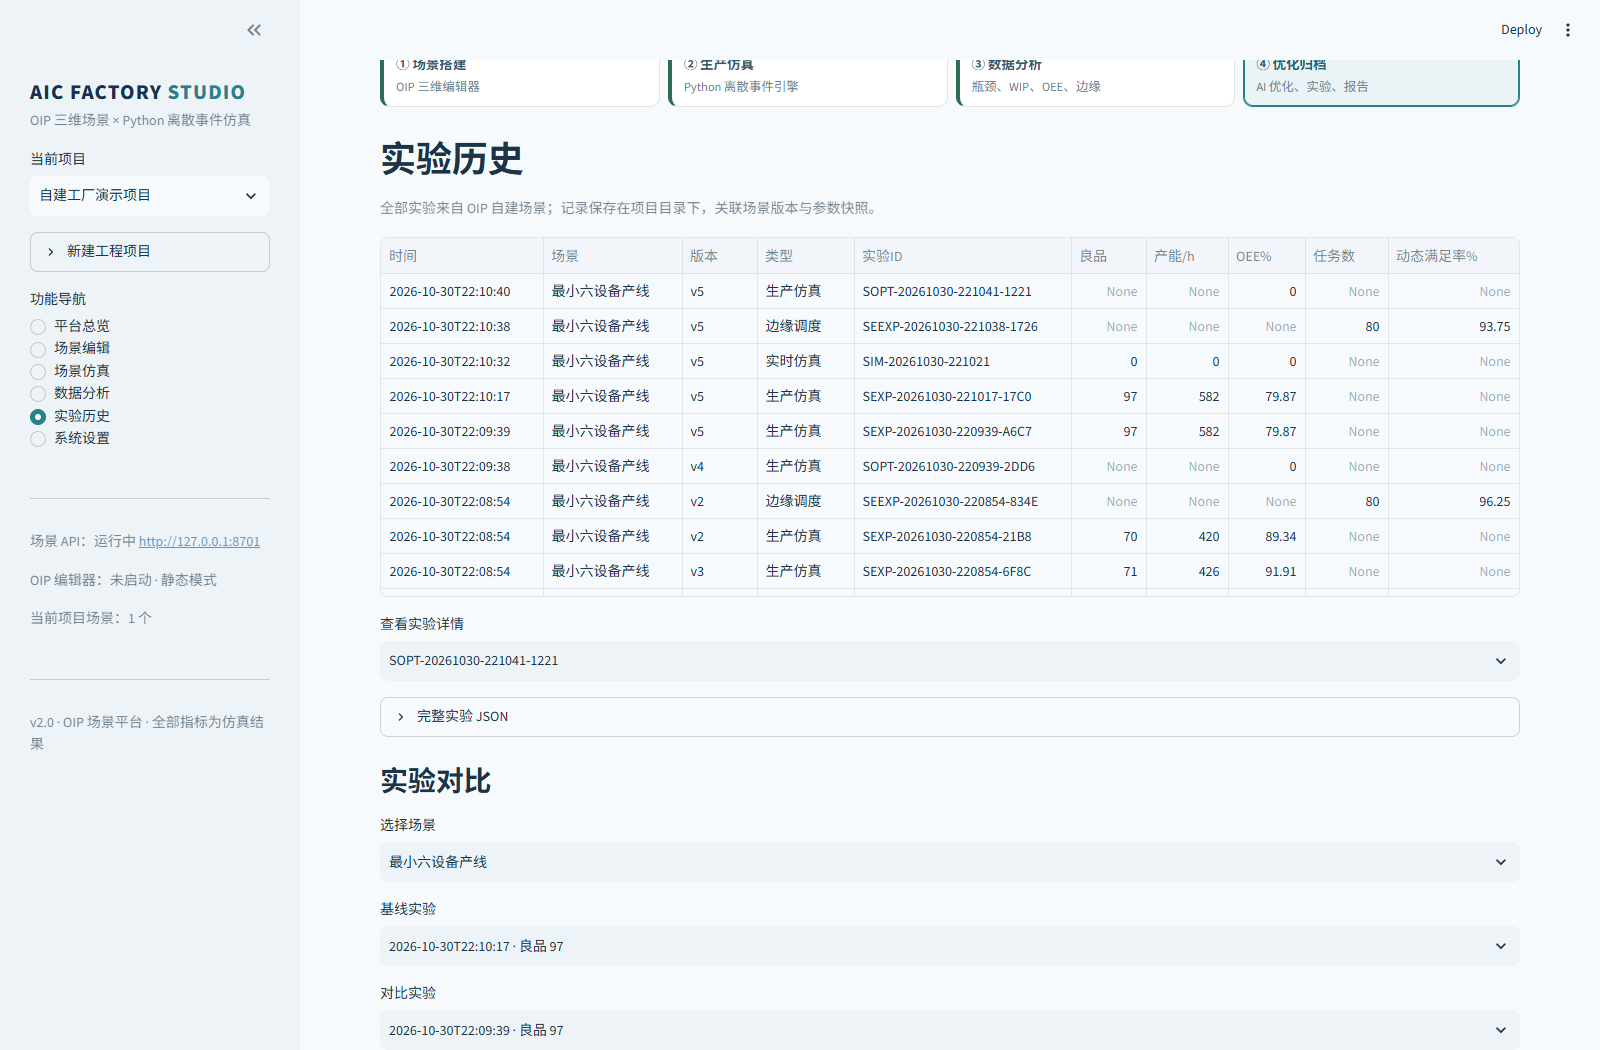 Deploy
AIC FACTORY STUDIO
OIP 三维场景 × Python 离散事件仿真
当前项目
自建工厂演示项目
新建工程项目
功能导航
平台总览
场景编辑
场景仿真
数据分析
实验历史
系统设置
场景 API：运行中 http://127.0.0.1:8701
OIP 编辑器：未启动 · 静态模式
当前项目场景：1 个
v2.0 · OIP 场景平台 · 全部指标为仿真结
果
① 场景搭建
OIP 三维编辑器
② 生产仿真
Python 离散事件引擎
③ 数据分析
瓶颈、WIP、OEE、边缘
④ 优化归档
AI 优化、实验、报告
实验历史
全部实验来自 OIP 自建场景；记录保存在项目目录下，关联场景版本与参数快照。
时间 场景 版本 类型 实验ID 良品 产能/h OEE% 任务数 动态满足率%
2026-10-30T22:10:40 最小六设备产线 v5 生产仿真 SOPT-20261030-221041-1221 None None 0 None None
2026-10-30T22:10:38 最小六设备产线 v5 边缘调度 SEEXP-20261030-221038-1726 None None None 80 93.75
2026-10-30T22:10:32 最小六设备产线 v5 实时仿真 SIM-20261030-221021 0 0 0 None None
2026-10-30T22:10:17 最小六设备产线 v5 生产仿真 SEXP-20261030-221017-17C0 97 582 79.87 None None
2026-10-30T22:09:39 最小六设备产线 v5 生产仿真 SEXP-20261030-220939-A6C7 97 582 79.87 None None
2026-10-30T22:09:38 最小六设备产线 v4 生产仿真 SOPT-20261030-220939-2DD6 None None 0 None None
2026-10-30T22:08:54 最小六设备产线 v2 边缘调度 SEEXP-20261030-220854-834E None None None 80 96.25
2026-10-30T22:08:54 最小六设备产线 v2 生产仿真 SEXP-20261030-220854-21B8 70 420 89.34 None None
2026-10-30T22:08:54 最小六设备产线 v3 生产仿真 SEXP-20261030-220854-6F8C 71 426 91.91 None None
查看实验详情
SOPT-20261030-221041-1221
完整实验 JSON
实验对比
选择场景
最小六设备产线
基线实验
2026-10-30T22:10:17 · 良品 97
对比实验
2026-10-30T22:09:39 · 良品 97